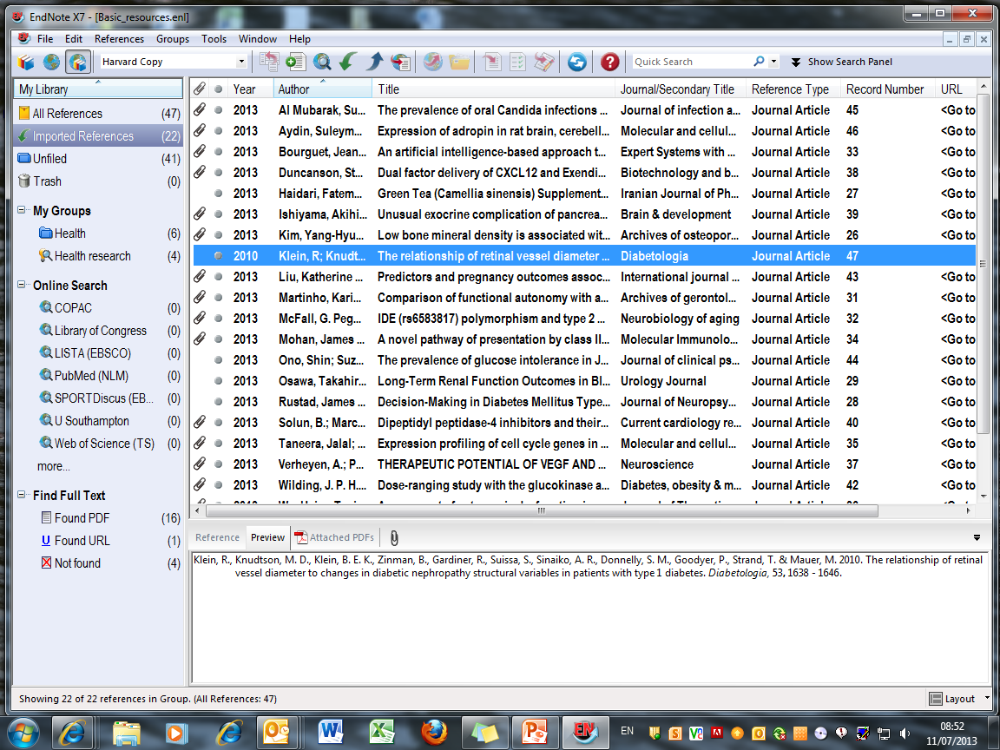 EndNote X7 - [Basic_resources.enl]
File Edit References Groups Tools Window Help
Harvard Copy Quick Search Show Search Panel
My Library
All References (47)
Imported References (22)
Unfiled (41)
Trash (0)
My Groups
Health (6)
Health research (4)
Online Search
COPAC (0)
Library of Congress (0)
LISTA (EBSCO) (0)
PubMed (NLM) (0)
SPORTDiscus (EB... (0)
U Southampton (0)
Web of Science (TS) (0)
more...
Find Full Text
Found PDF (16)
Found URL (1)
Not found (4)
Year Author Title Journal/Secondary Title Reference Type Record Number URL
2013 Al Mubarak, Su... The prevalence of oral Candida infections ... Journal of infection a... Journal Article 45 <Go to
2013 Aydin, Suleym... Expression of adropin in rat brain, cerebell... Molecular and cellul... Journal Article 46 <Go to
2013 Bourguet, Jean... An artificial intelligence-based approach t... Expert Systems with ... Journal Article 33 <Go to
2013 Duncanson, St... Dual factor delivery of CXCL12 and Exendi... Biotechnology and b... Journal Article 38 <Go to
2013 Haidari, Fatem... Green Tea (Camellia sinensis) Supplement... Iranian Journal of Ph... Journal Article 27 <Go to
2013 Ishiyama, Akihi... Unusual exocrine complication of pancrea... Brain & development Journal Article 39 <Go to
2013 Kim, Yang-Hyu... Low bone mineral density is associated wit... Archives of osteopor... Journal Article 26 <Go to
2010 Klein, R; Knudt... The relationship of retinal vessel diameter ... Diabetologia Journal Article 47 <Go to
2013 Liu, Katherine ... Predictors and pregnancy outcomes assoc... International journal ... Journal Article 43 <Go to
2013 Martinho, Kari... Comparison of functional autonomy with a... Archives of gerontol... Journal Article 31 <Go to
2013 McFall, G. Peg... IDE (rs6583817) polymorphism and type 2 ... Neurobiology of aging Journal Article 32 <Go to
2013 Mohan, James ... A novel pathway of presentation by class II... Molecular Immunolo... Journal Article 34 <Go to
2013 Ono, Shin; Suz... The prevalence of glucose intolerance in J... Journal of clinical ps... Journal Article 44 <Go to
2013 Osawa, Takahir... Long-Term Renal Function Outcomes in Bl... Urology Journal Journal Article 29 <Go to
2013 Rustad, James ... Decision-Making in Diabetes Mellitus Type... Journal of Neuropsy... Journal Article 28 <Go to
2013 Solun, B.; Marc... Dipeptidyl peptidase-4 inhibitors and their... Current cardiology re... Journal Article 40 <Go to
2013 Taneera, Jalal; ... Expression profiling of cell cycle genes in ... Molecular and cellul... Journal Article 35 <Go to
2013 Verheyen, A.; P... THERAPEUTIC POTENTIAL OF VEGF AND ... Neuroscience Journal Article 37 <Go to
2013 Wilding, J. P. H.... Dose-ranging study with the glucokinase a... Diabetes, obesity & m... Journal Article 42 <Go to
Reference Preview Attached PDFs
Klein, R., Knudtson, M. D., Klein, B. E. K., Zinman, B., Gardiner, R., Suissa, S., Sinaiko, A. R., Donnelly, S. M., Goodyer, P., Strand, T. & Mauer, M. 2010. The relationship of retinal
vessel diameter to changes in diabetic nephropathy structural variables in patients with type 1 diabetes. Diabetologia, 53, 1638 - 1646.
Showing 22 of 22 references in Group. (All References: 47) Layout
EN 08:52
11/07/2013